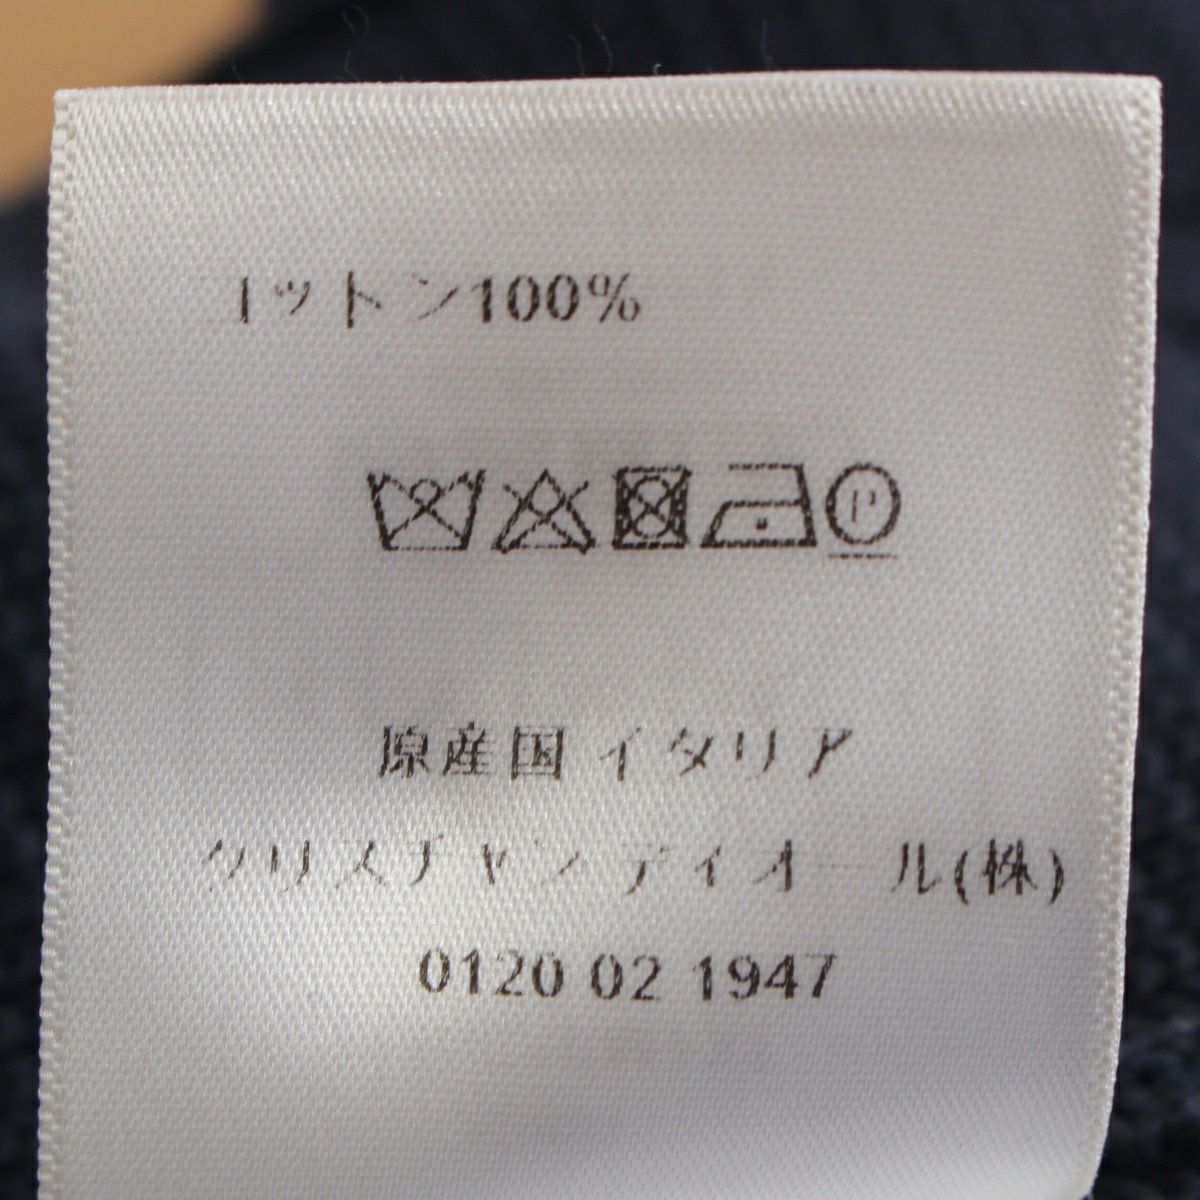 コットン100%
P
原産国 イタリア
クリスチャン ディオール(株)
0120 02 1947